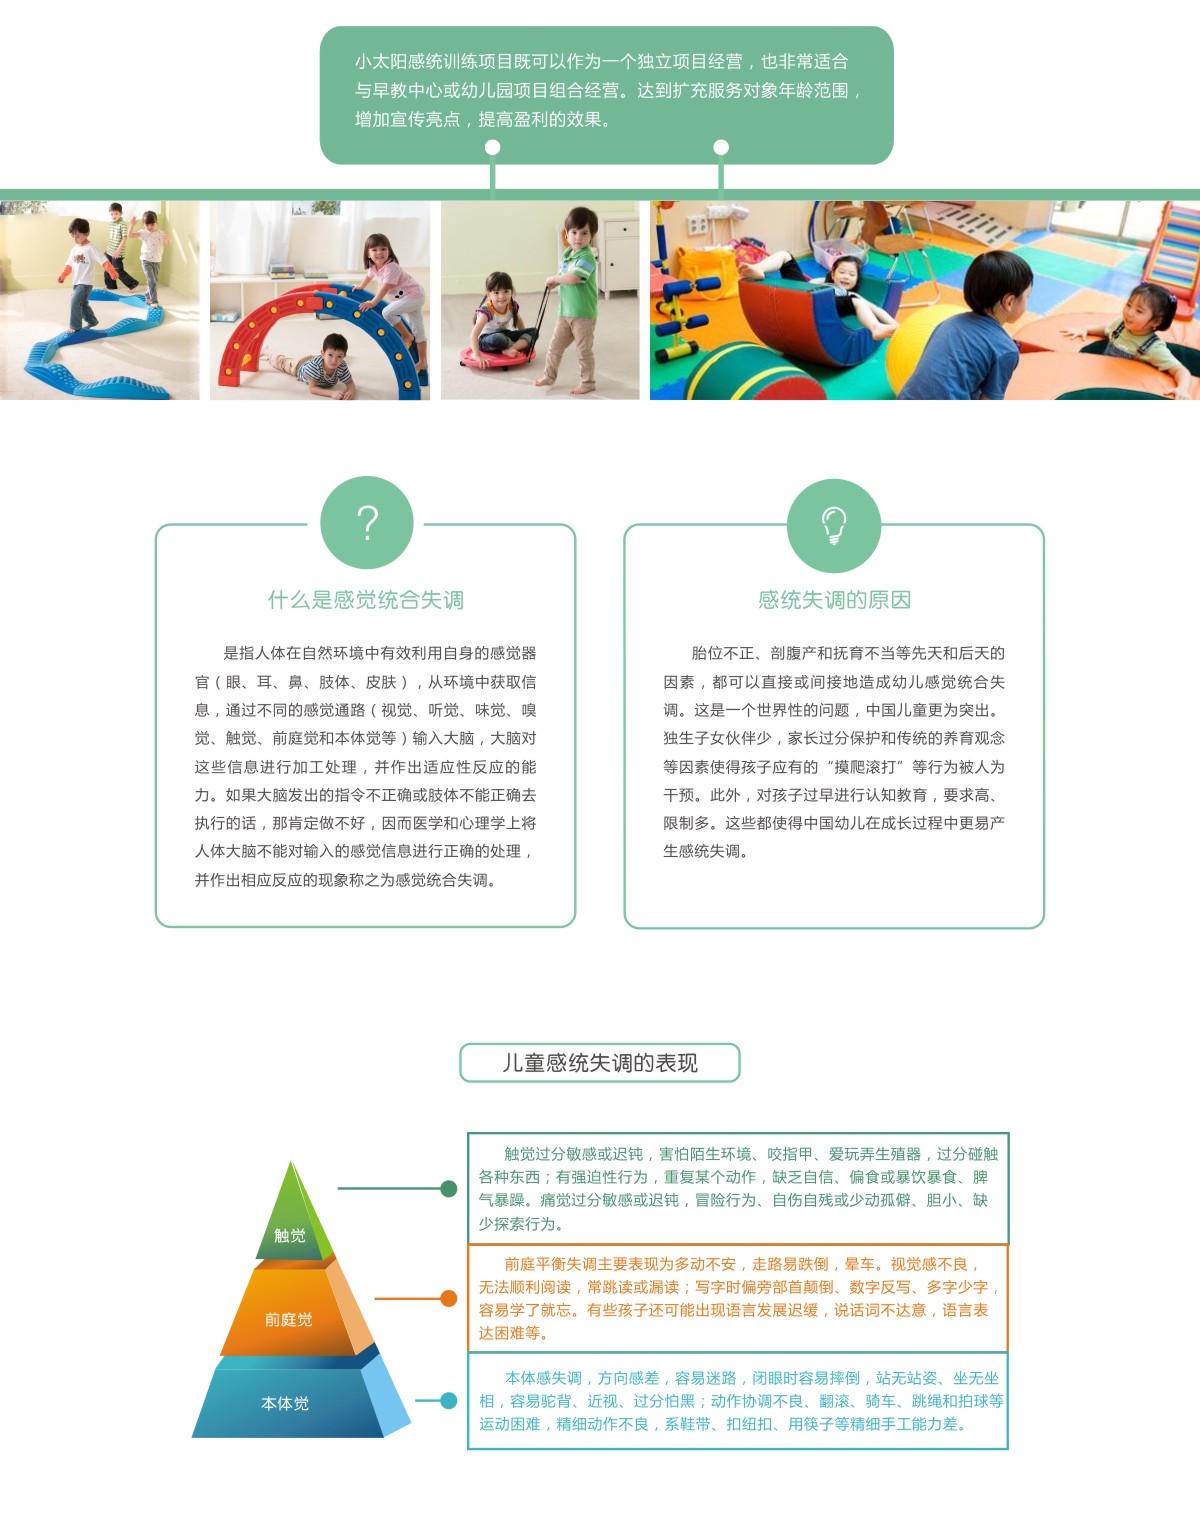 小太阳感统训练项目既可以作为一个独立项目经营，也非常适合
与早教中心或幼儿园项目组合经营。达到扩充服务对象年龄范围，
增加宣传亮点，提高盈利的效果。
?
什么是感觉统合失调
是指人体在自然环境中有效利用自身的感觉器
官（眼、耳、鼻、肢体、皮肤），从环境中获取信
息，通过不同的感觉通路（视觉、听觉、味觉、嗅
觉、触觉、前庭觉和本体觉等）输入大脑，大脑对
这些信息进行加工处理，并作出适应性反应的能
力。如果大脑发出的指令不正确或肢体不能正确去
执行的话，那肯定做不好，因而医学和心理学上将
人体大脑不能对输入的感觉信息进行正确的处理，
并作出相应反应的现象称之为感觉统合失调。
感统失调的原因
胎位不正、剖腹产和抚育不当等先天和后天的
因素，都可以直接或间接地造成幼儿感觉统合失
调。这是一个世界性的问题，中国儿童更为突出。
独生子女伙伴少，家长过分保护和传统的养育观念
等因素使得孩子应有的“摸爬滚打”等行为被人为
干预。此外，对孩子过早进行认知教育，要求高、
限制多。这些都使得中国幼儿在成长过程中更易产
生感统失调。
儿童感统失调的表现
触觉
触觉过分敏感或迟钝，害怕陌生环境、咬指甲、爱玩弄生殖器，过分碰触
各种东西；有强迫性行为，重复某个动作，缺乏自信、偏食或暴饮暴食、脾
气暴躁。痛觉过分敏感或迟钝，冒险行为、自伤自残或少动孤僻、胆小、缺
少探索行为。
前庭觉
前庭平衡失调主要表现为多动不安，走路易跌倒，晕车。视觉感不良，
无法顺利阅读，常跳读或漏读；写字时偏旁部首颠倒、数字反写、多字少字，
容易学了就忘。有些孩子还可能出现语言发展迟缓，说话词不达意，语言表
达困难等。
本体觉
本体感失调，方向感差，容易迷路，闭眼时容易摔倒，站无站姿、坐无坐
相，容易驼背、近视、过分怕黑；动作协调不良、翻滚、骑车、跳绳和拍球等
运动困难，精细动作不良，系鞋带、扣纽扣、用筷子等精细手工能力差。